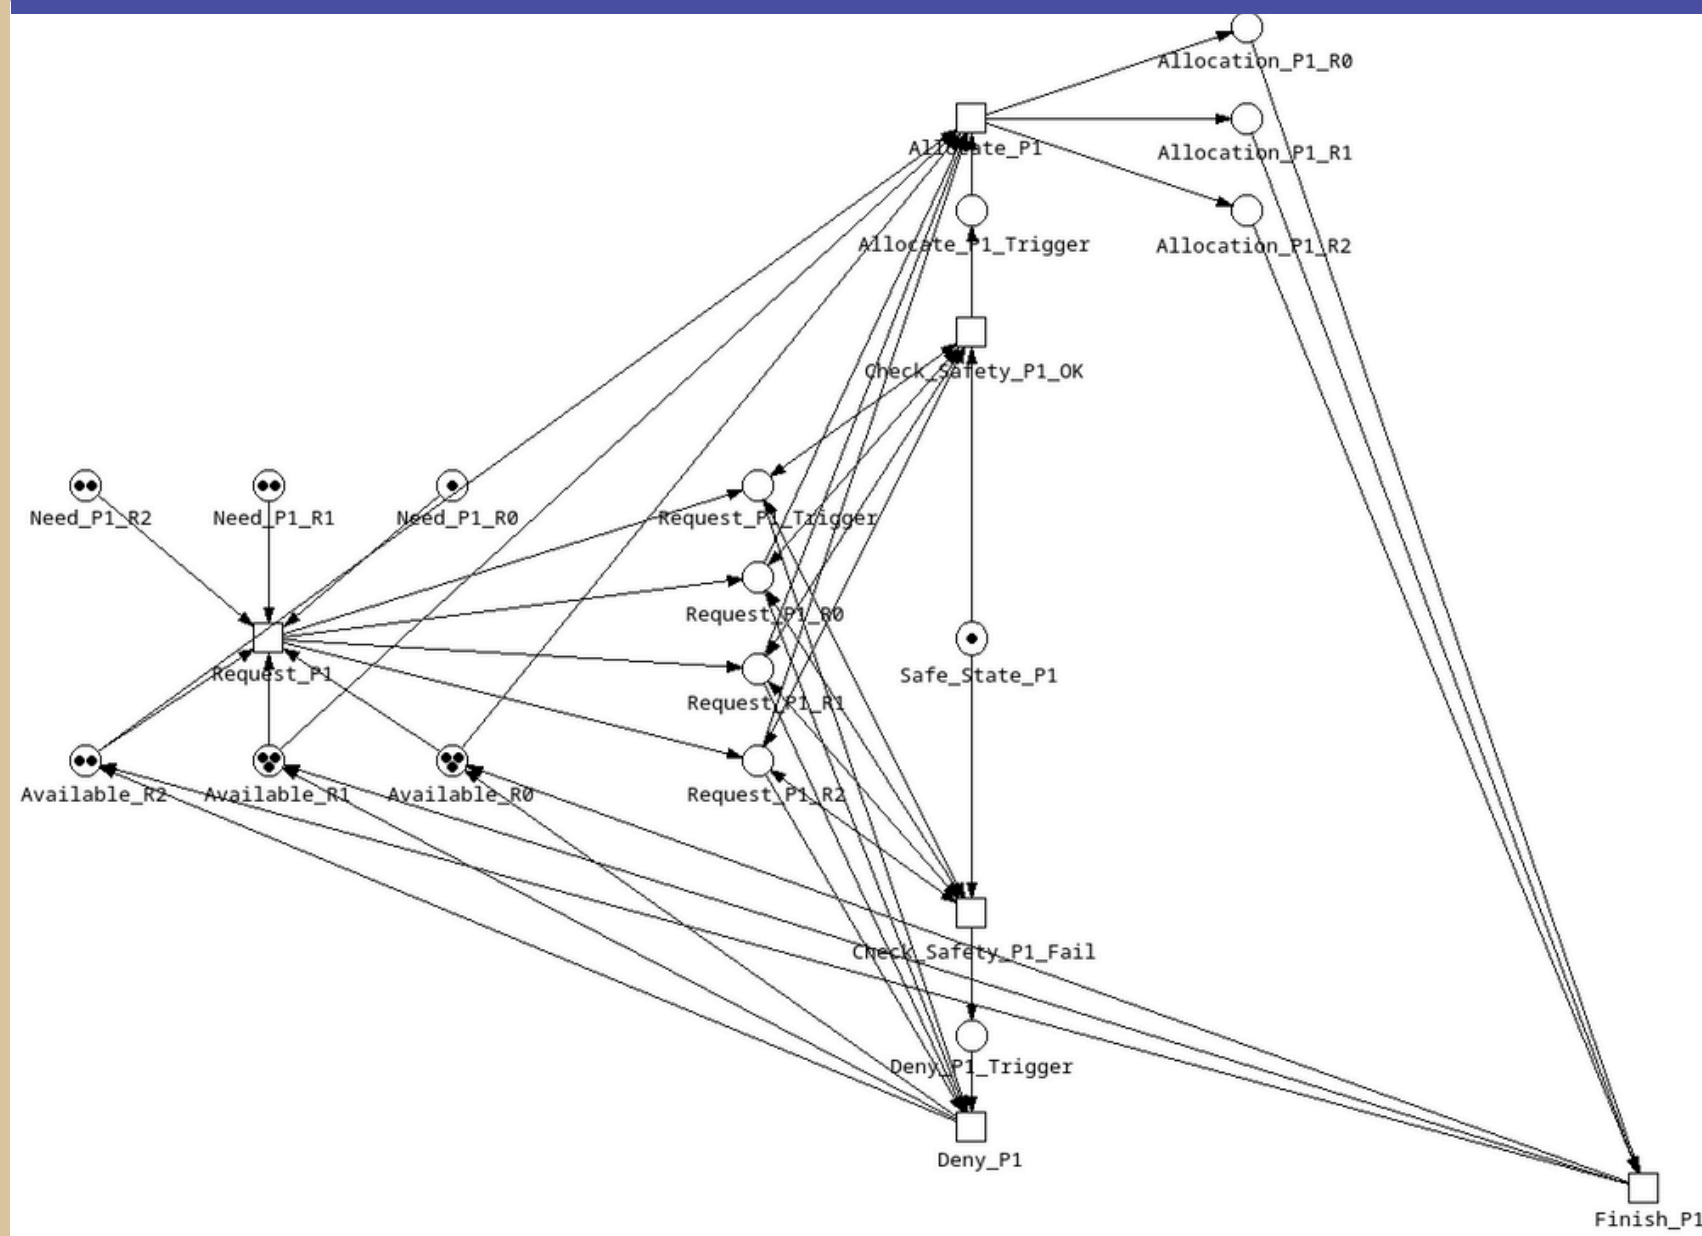 Allocation_P1_R0
Allocate_P1
Allocation_P1_R1
Allocate_P1_Trigger
Allocation_P1_R2
Check_Safety_P1_OK
Need_P1_R2
Need_P1_R1
Need_P1_R0
Request_P1_Trigger
Request_P1_R0
Request_P1
Safe_State_P1
Request_P1_R1
Available_R2
Available_R1
Available_R0
Request_P1_R2
Check_Safety_P1_Fail
Deny_P1_Trigger
Deny_P1
Finish_P1